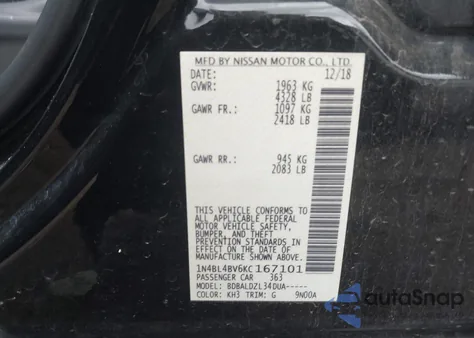 MFD BY NISSAN MOTOR CO., LTD.
DATE: 12/18
GVWR: 1963 KG
4328 LB
GAWR FR.: 1097 KG
2418 LB
GAWR RR.: 945 KG
2083 LB
THIS VEHICLE CONFORMS TO
ALL APPLICABLE FEDERAL
MOTOR VEHICLE SAFETY,
BUMPER, AND THEFT
PREVENTION STANDARDS IN
EFFECT ON THE DATE OF
MANUFACTURE SHOWN ABOVE.
1N4BL4BV6KC167101
PASSENGER CAR 363
MODEL: BDBALDZL34DUA-----
COLOR: KH3 TRIM: G 9N00A
autoSnap